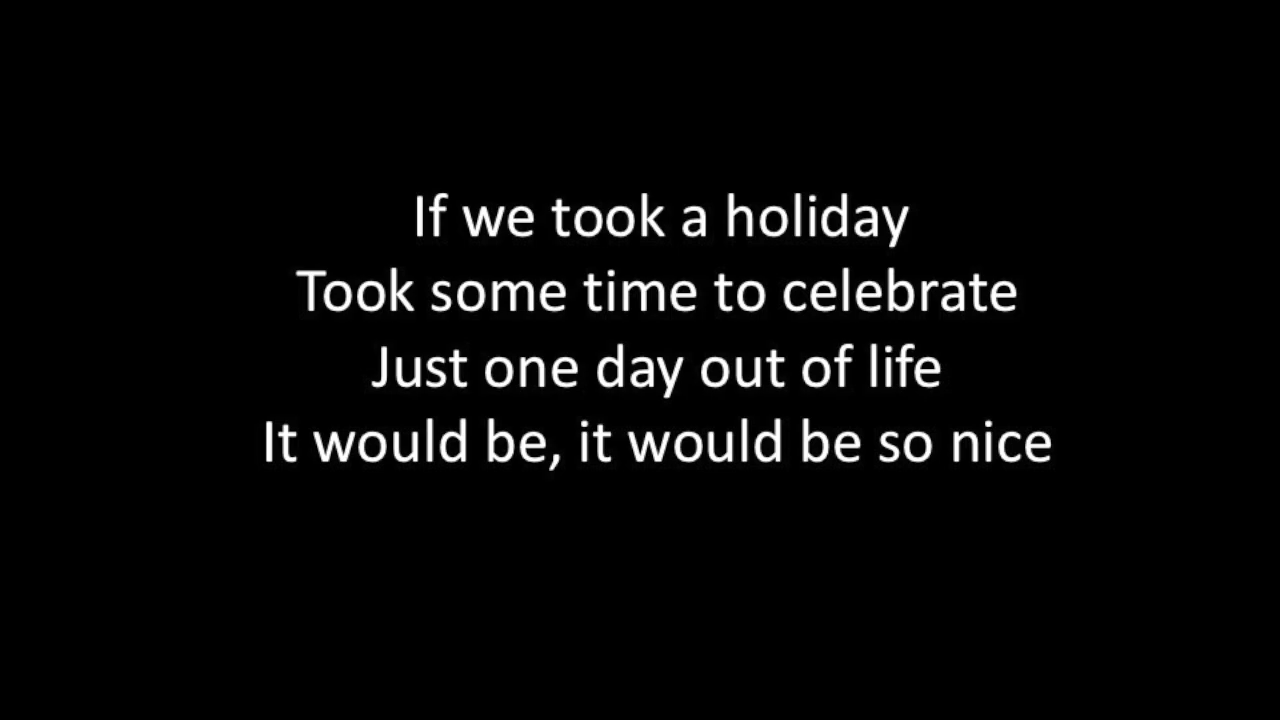 If we took a holiday
Took some time to celebrate
Just one day out of life
It would be, it would be so nice